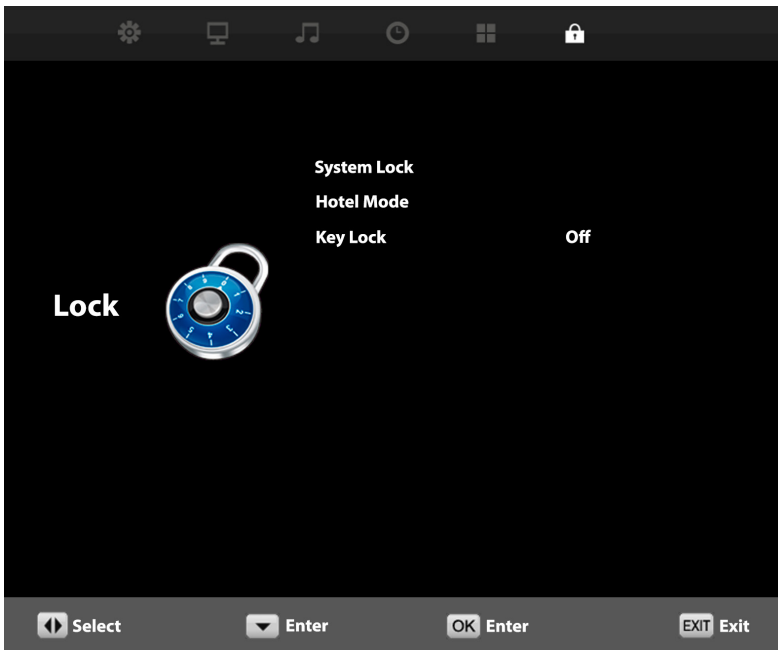 System Lock
Hotel Mode
Key Lock Off
Lock
Select Enter OK Enter EXIT Exit